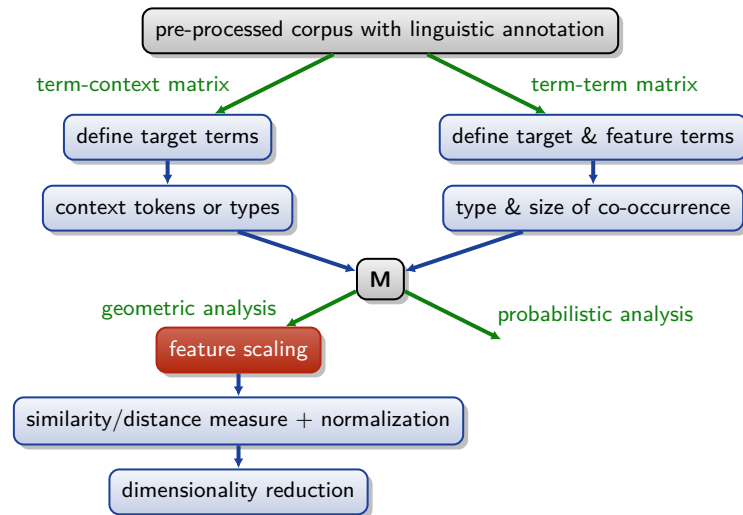 pre-processed corpus with linguistic annotation
term-context matrix
term-term matrix
define target terms
define target & feature terms
context tokens or types
type & size of co-occurrence
M
geometric analysis
probabilistic analysis
feature scaling
similarity/distance measure + normalization
dimensionality reduction